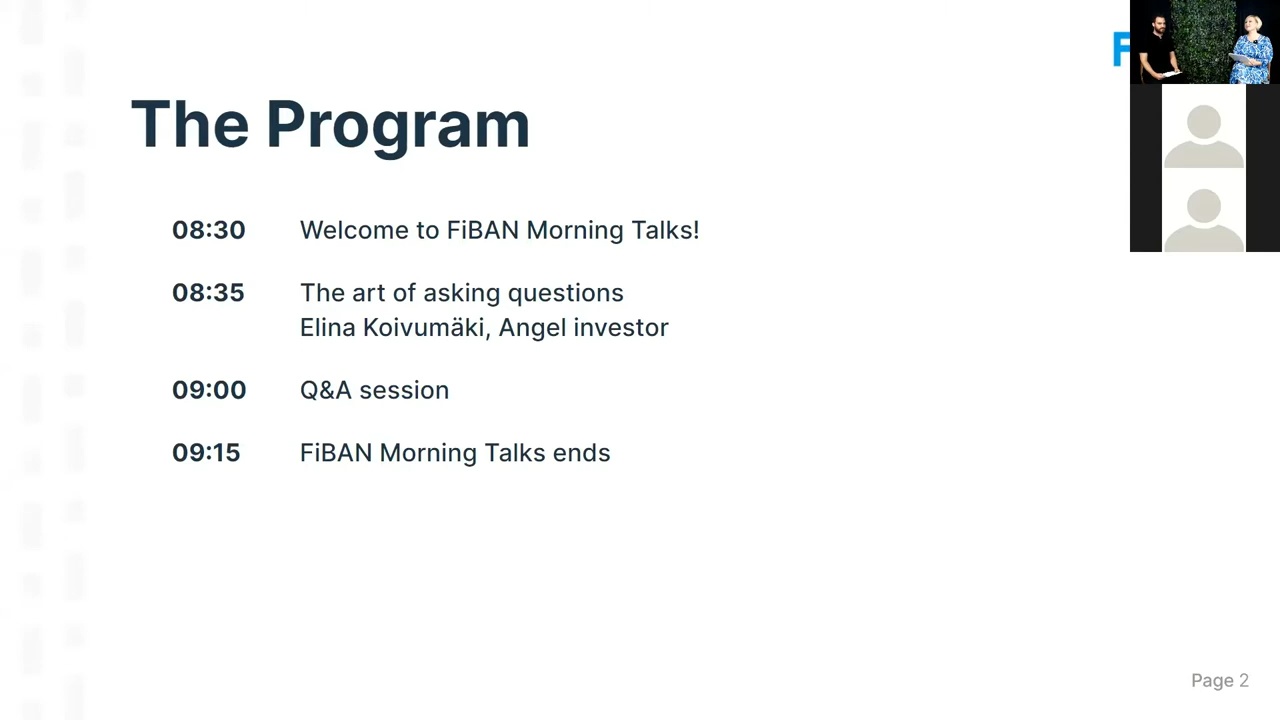 The Program
08:30 Welcome to FiBAN Morning Talks!
08:35 The art of asking questions
Elina Koivumäki, Angel investor
09:00 Q&A session
09:15 FiBAN Morning Talks ends
Page 2